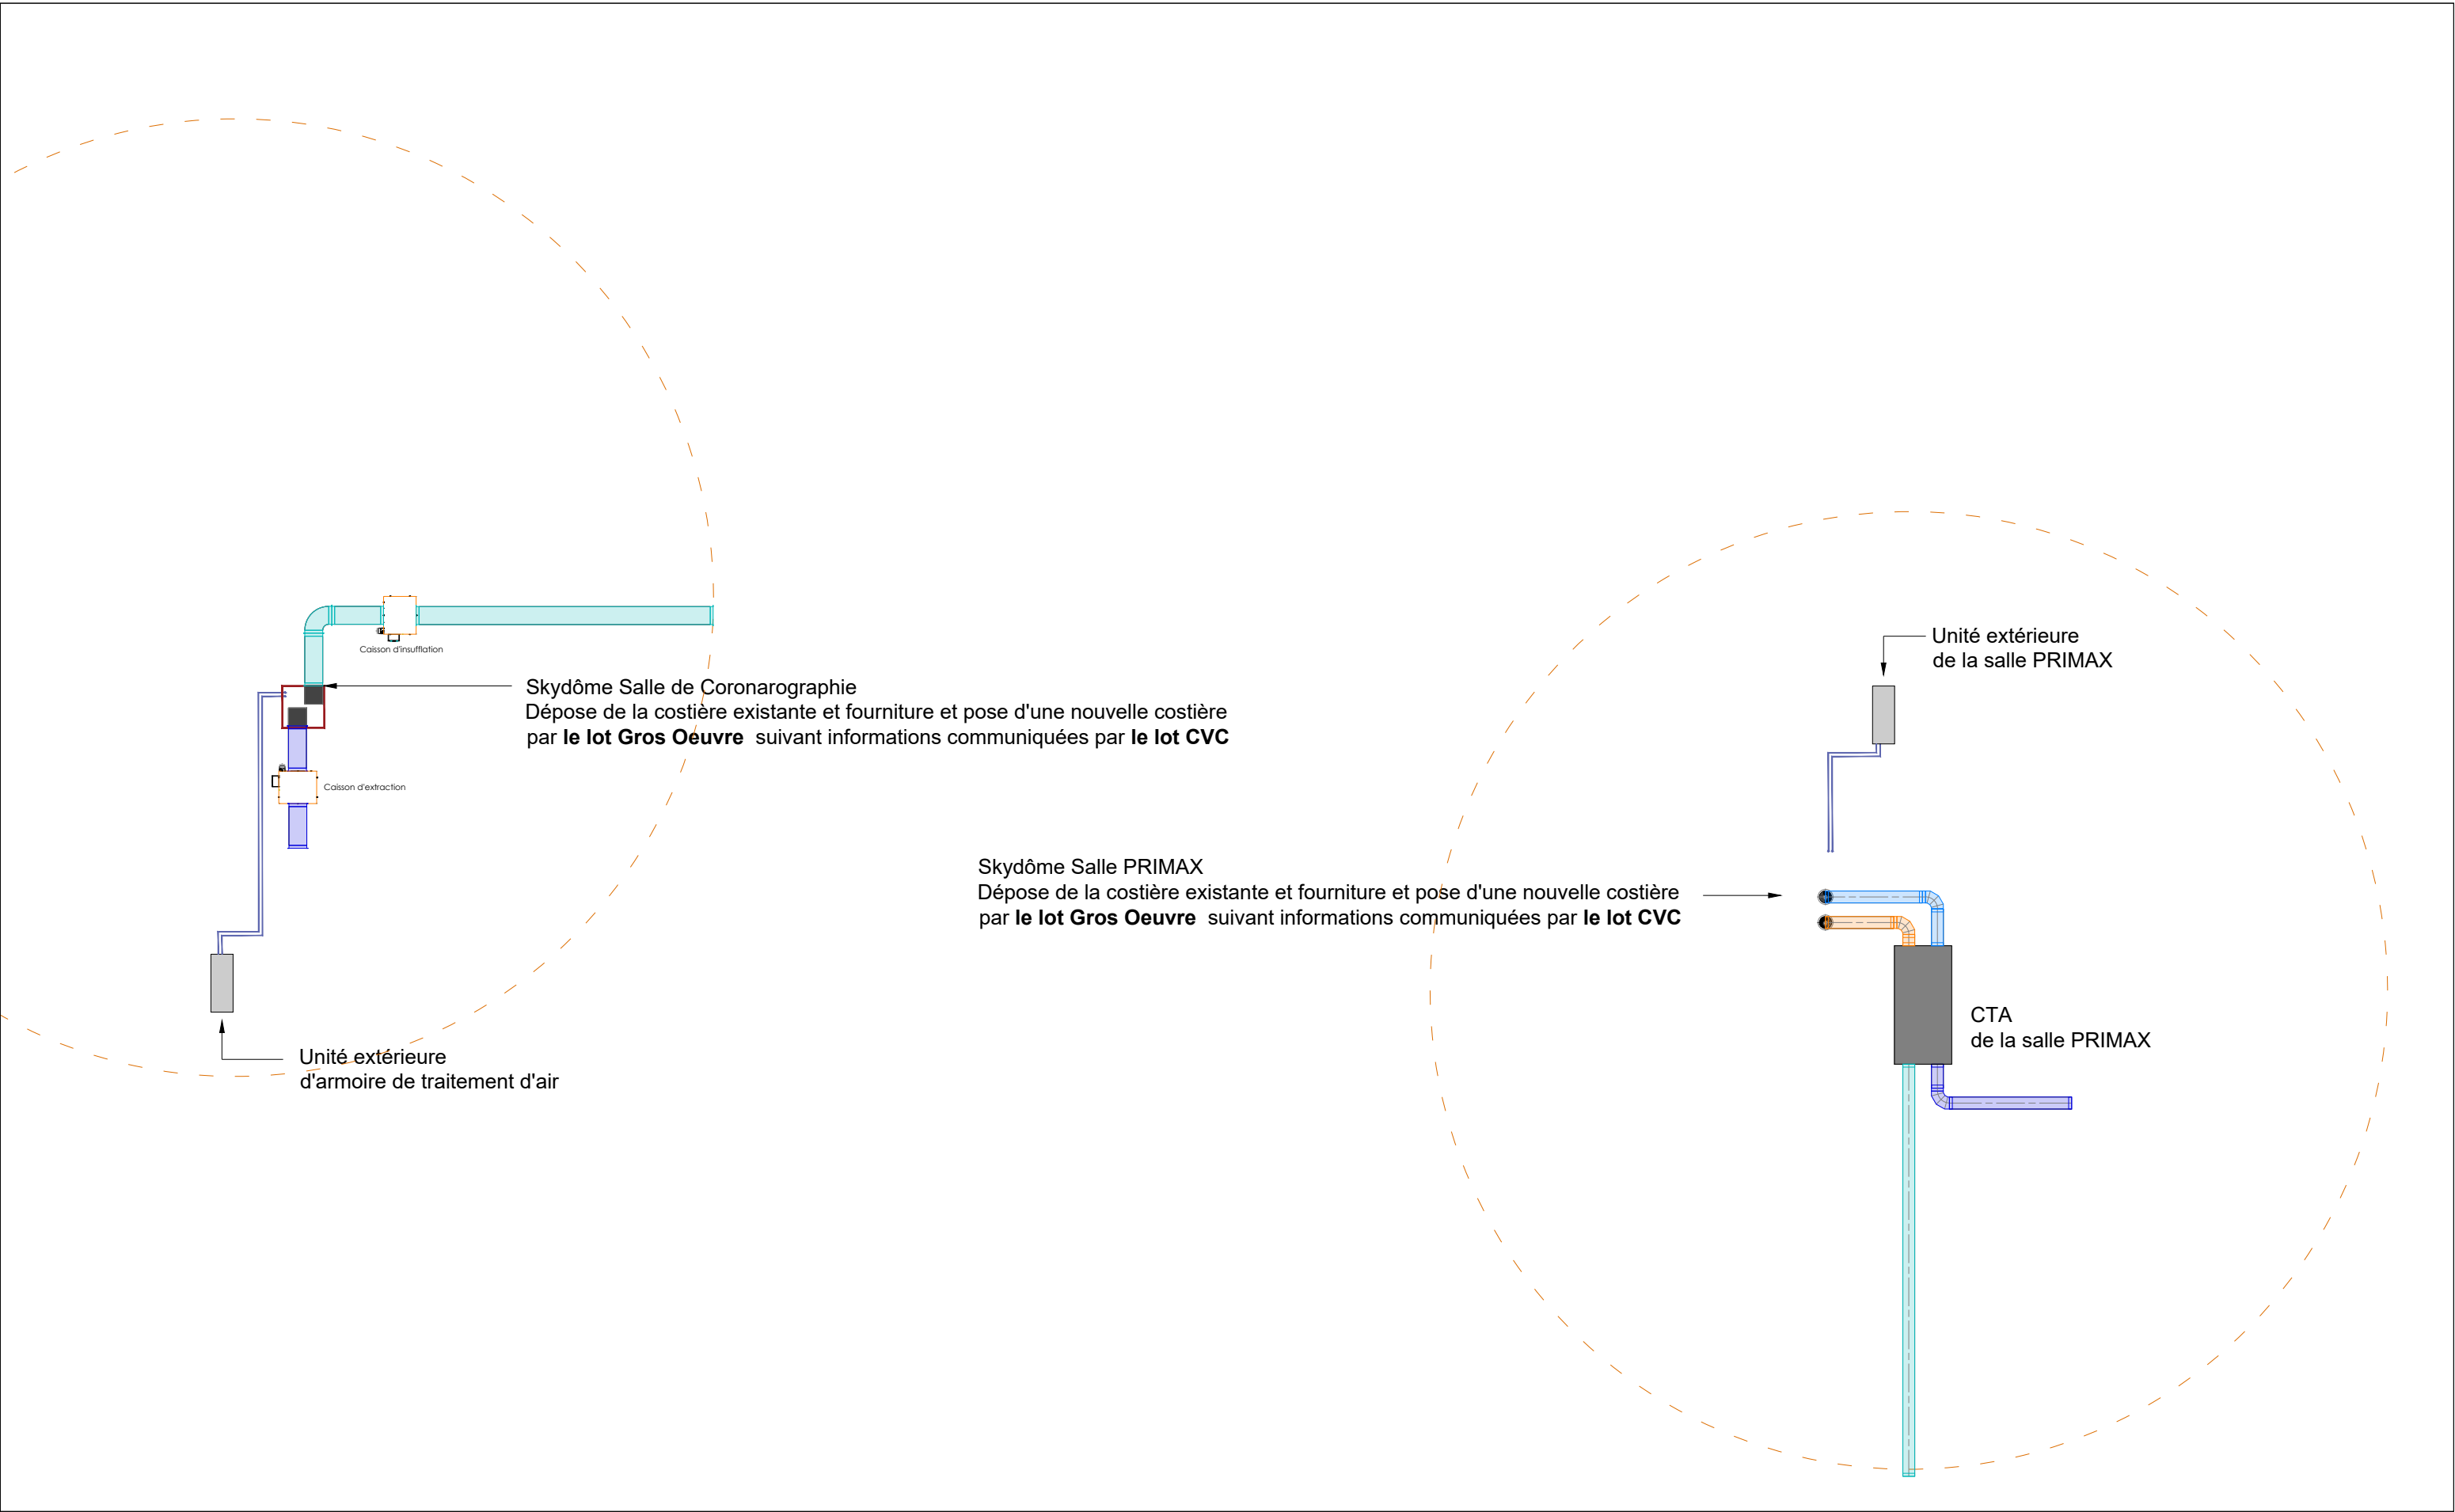 Caisson d'insufflation
Skydôme Salle de Coronarographie
Dépose de la costière existante et fourniture et pose d'une nouvelle costière
par le lot Gros Oeuvre suivant informations communiquées par le lot CVC
Caisson d'extraction
Unité extérieure
d'armoire de traitement d'air
Unité extérieure
de la salle PRIMAX
Skydôme Salle PRIMAX
Dépose de la costière existante et fourniture et pose d'une nouvelle costière
par le lot Gros Oeuvre suivant informations communiquées par le lot CVC
CTA
de la salle PRIMAX